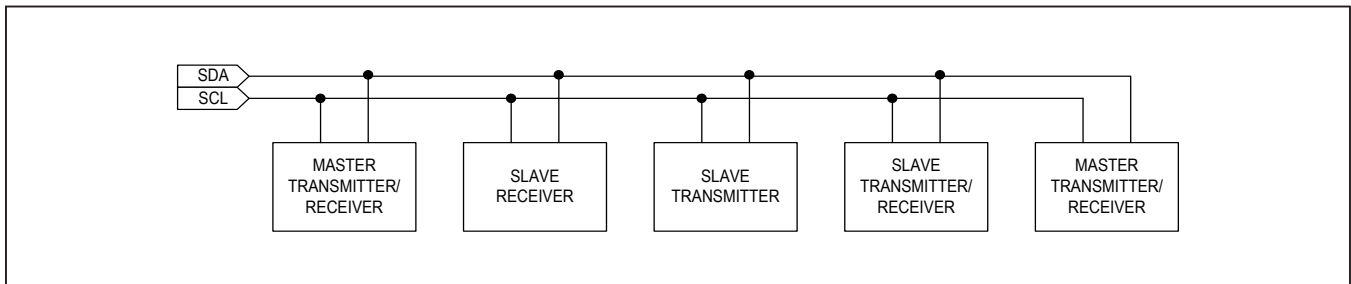 SDA
SCL
MASTER
TRANSMITTER/
RECEIVER
SLAVE
RECEIVER
SLAVE
TRANSMITTER
SLAVE
TRANSMITTER/
RECEIVER
MASTER
TRANSMITTER/
RECEIVER